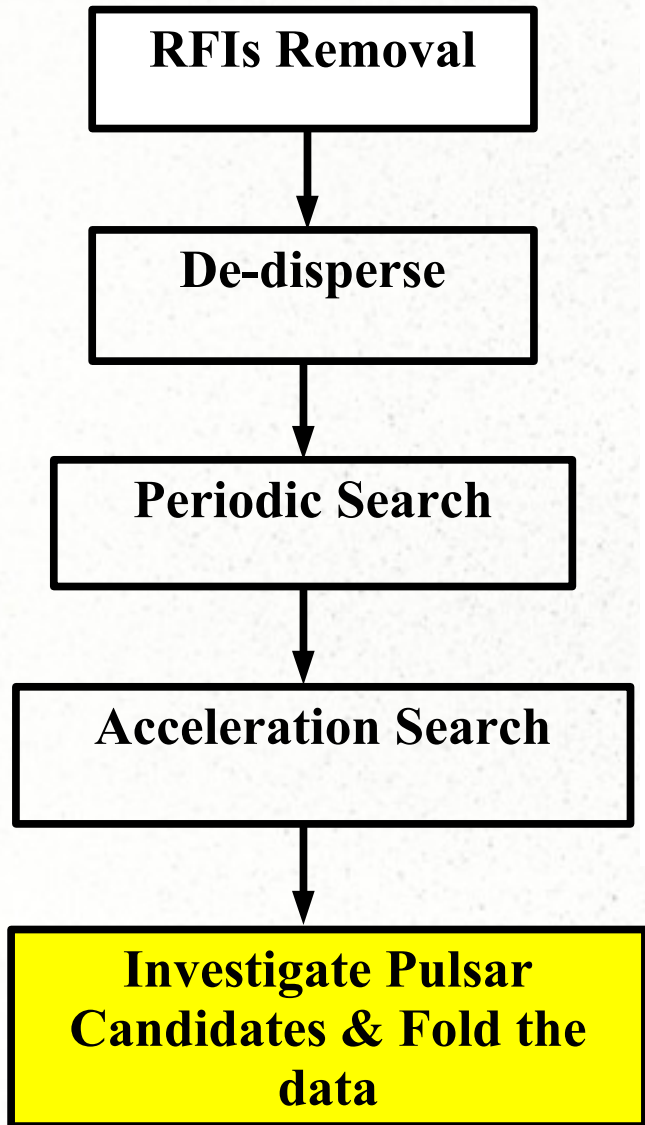 RFIs Removal
De-disperse
Periodic Search
Acceleration Search
Investigate Pulsar
Candidates & Fold the
data